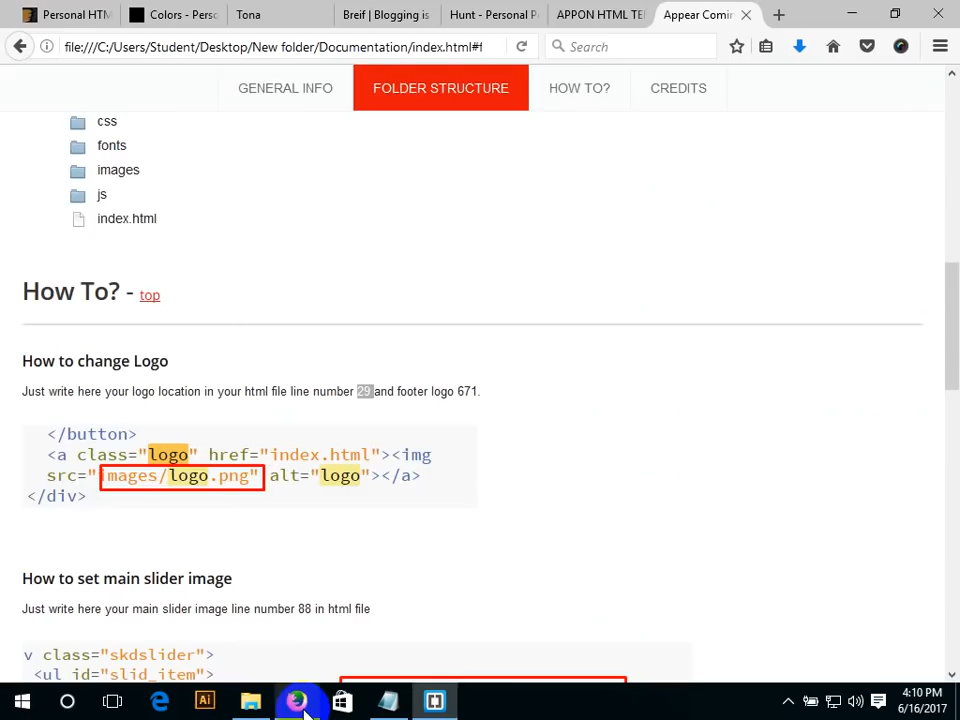 Personal HTM
Colors - Perso
Tona
Breif | Blogging is
Hunt - Personal P
APPON HTML TE
Appear Comin
file:///C:/Users/Student/Desktop/New folder/Documentation/index.html#f
Search
GENERAL INFO
FOLDER STRUCTURE
HOW TO?
CREDITS
css
fonts
images
js
index.html
How To? - top
How to change Logo
Just write here your logo location in your html file line number 29 and footer logo 671.
</button>
<a class="logo" href="index.html"><img
src="images/logo.png" alt="logo"></a>
</div>
How to set main slider image
Just write here your main slider image line number 88 in html file
v class="skdslider">
<ul id="slid_item">
Ai
4:10 PM
6/16/2017